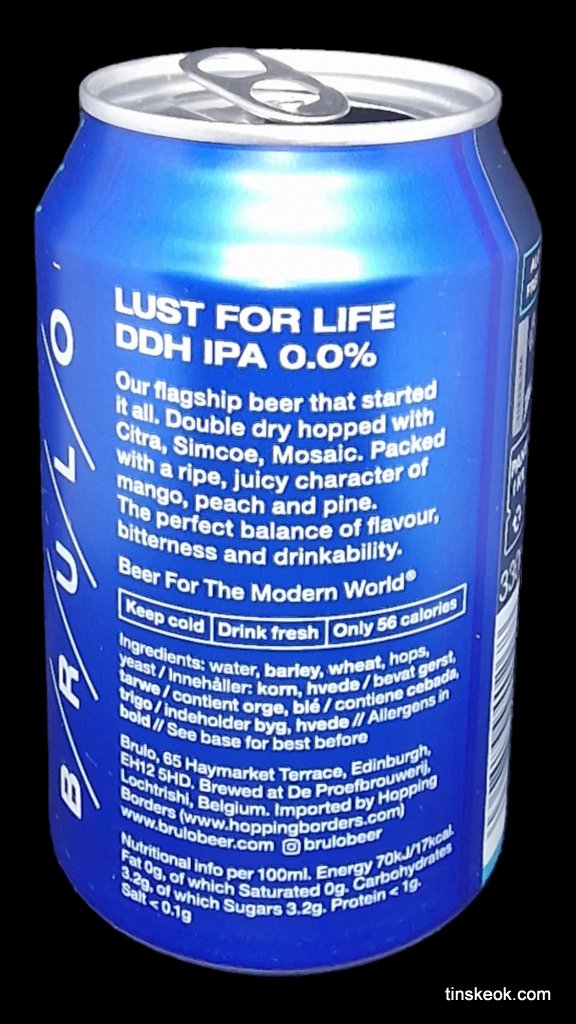 B/R/U/L/O
LUST FOR LIFE
DDH IPA 0.0%
Our flagship beer that started
it all. Double dry hopped with
Citra, Simcoe, Mosaic. Packed
with a ripe, juicy character of
mango, peach and pine.
The perfect balance of flavour,
bitterness and drinkability.
Beer For The Modern World®
Keep cold | Drink fresh | Only 56 calories
Ingredients: water, barley, wheat, hops,
yeast / Innehåller: korn, hvede / bevat gerst,
tarwe / contient orge, blé / contiene cebada,
trigo / indeholder byg, hvede // Allergens in
bold // See base for best before
Brulo, 65 Haymarket Terrace, Edinburgh,
EH12 5HD. Brewed at De Proefbrouwerij,
Lochtrishi, Belgium. Imported by Hopping
Borders (www.hoppingborders.com)
www.brulobeer.com brulobeer
Nutritional info per 100ml. Energy 70kJ/17kcal.
Fat 0g, of which Saturated 0g. Carbohydrates
3.2g, of which Sugars 3.2g. Protein < 1g.
Salt < 0.1g
330
tinskeok.com